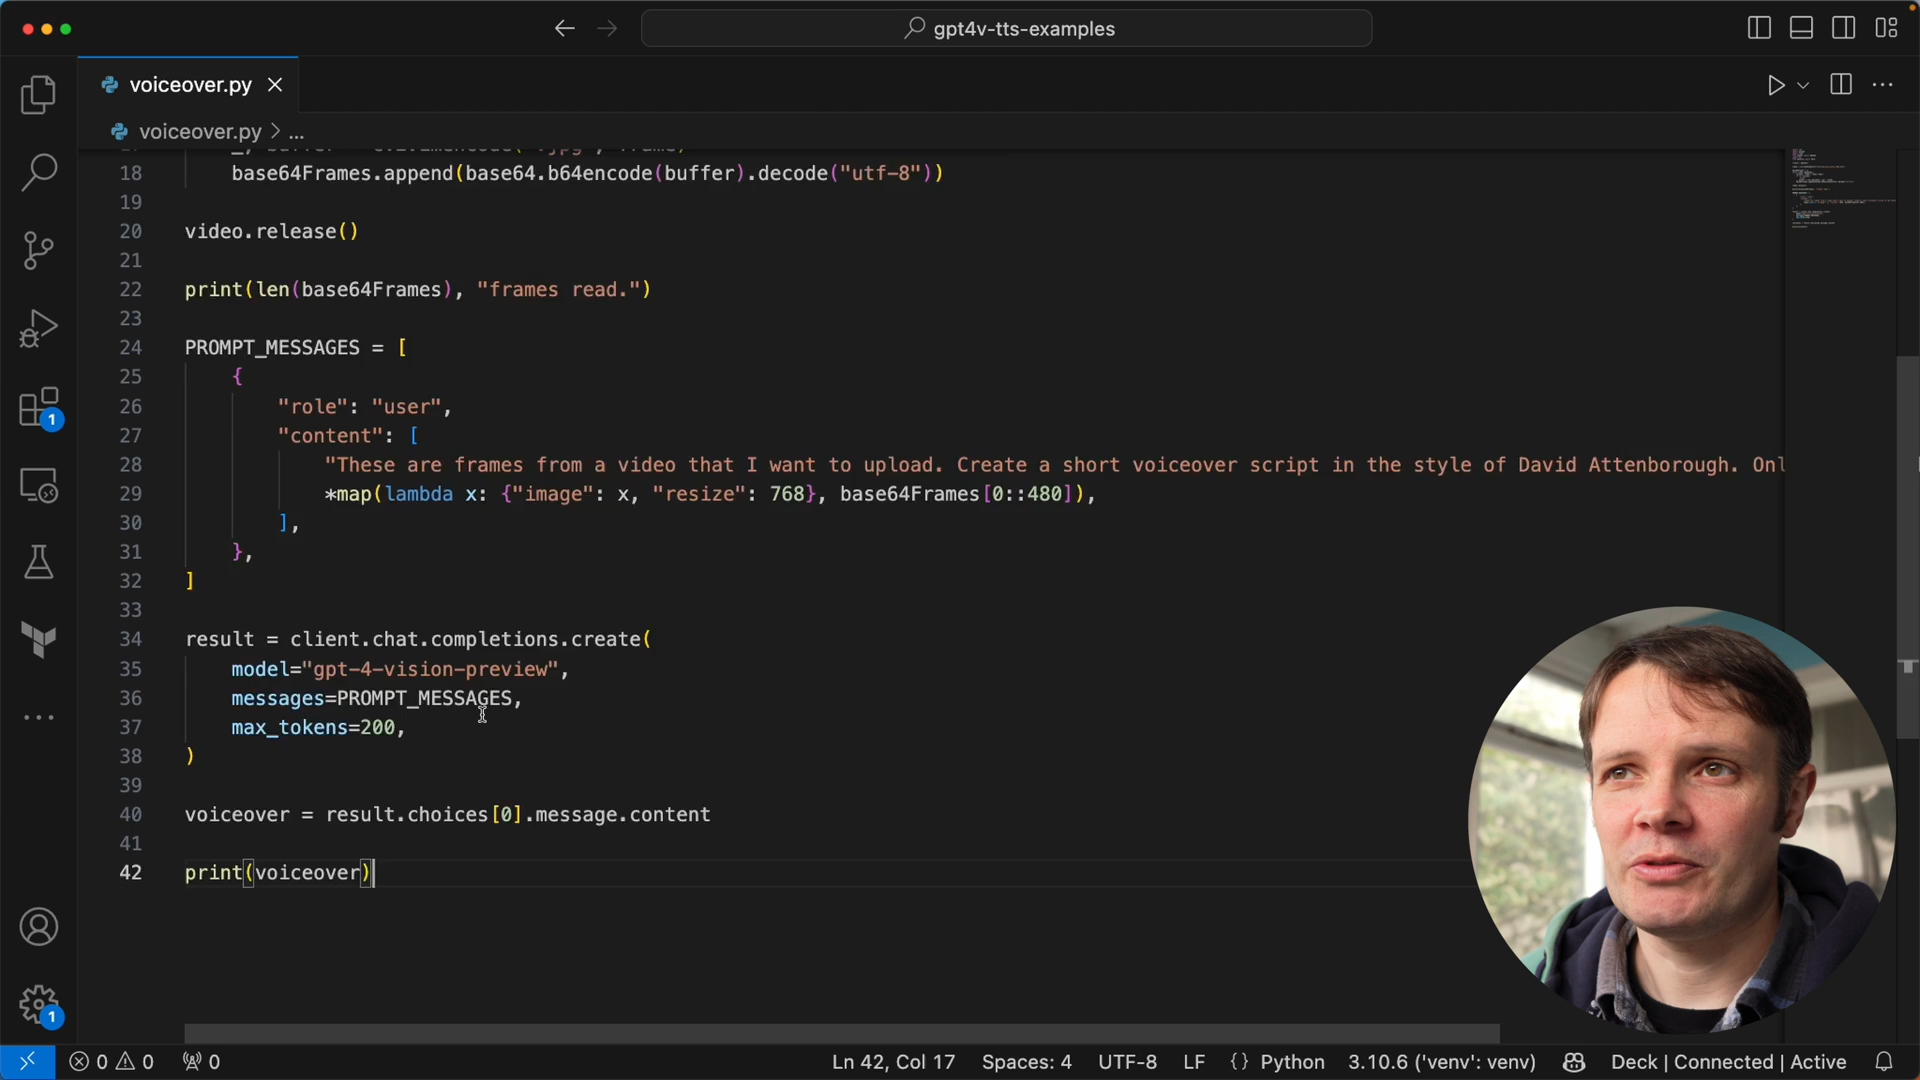 gpt4v-tts-examples
voiceover.py
voiceover.py > ...
18 base64Frames.append(base64.b64encode(buffer).decode("utf-8"))
19
20 video.release()
21
22 print(len(base64Frames), "frames read.")
23
24 PROMPT_MESSAGES = [
25 {
26 "role": "user",
27 "content": [
28 "These are frames from a video that I want to upload. Create a short voiceover script in the style of David Attenborough. Onl
29 *map(lambda x: {"image": x, "resize": 768}, base64Frames[0::480]),
30 ],
31 },
32 ]
33
34 result = client.chat.completions.create(
35 model="gpt-4-vision-preview",
36 messages=PROMPT_MESSAGES,
37 max_tokens=200,
38 )
39
40 voiceover = result.choices[0].message.content
41
42 print(voiceover)
1
1
0 0 0 Ln 42, Col 17 Spaces: 4 UTF-8 LF {} Python 3.10.6 ('venv': venv) Deck | Connected | Active